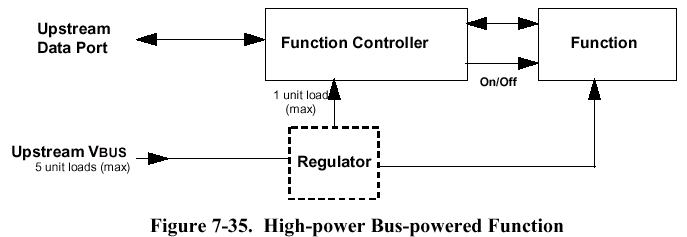 Upstream
Data Port
Function Controller
Function
On/Off
1 unit load
(max)
Upstream VBUS
5 unit loads (max)
Regulator
Figure 7-35. High-power Bus-powered Function